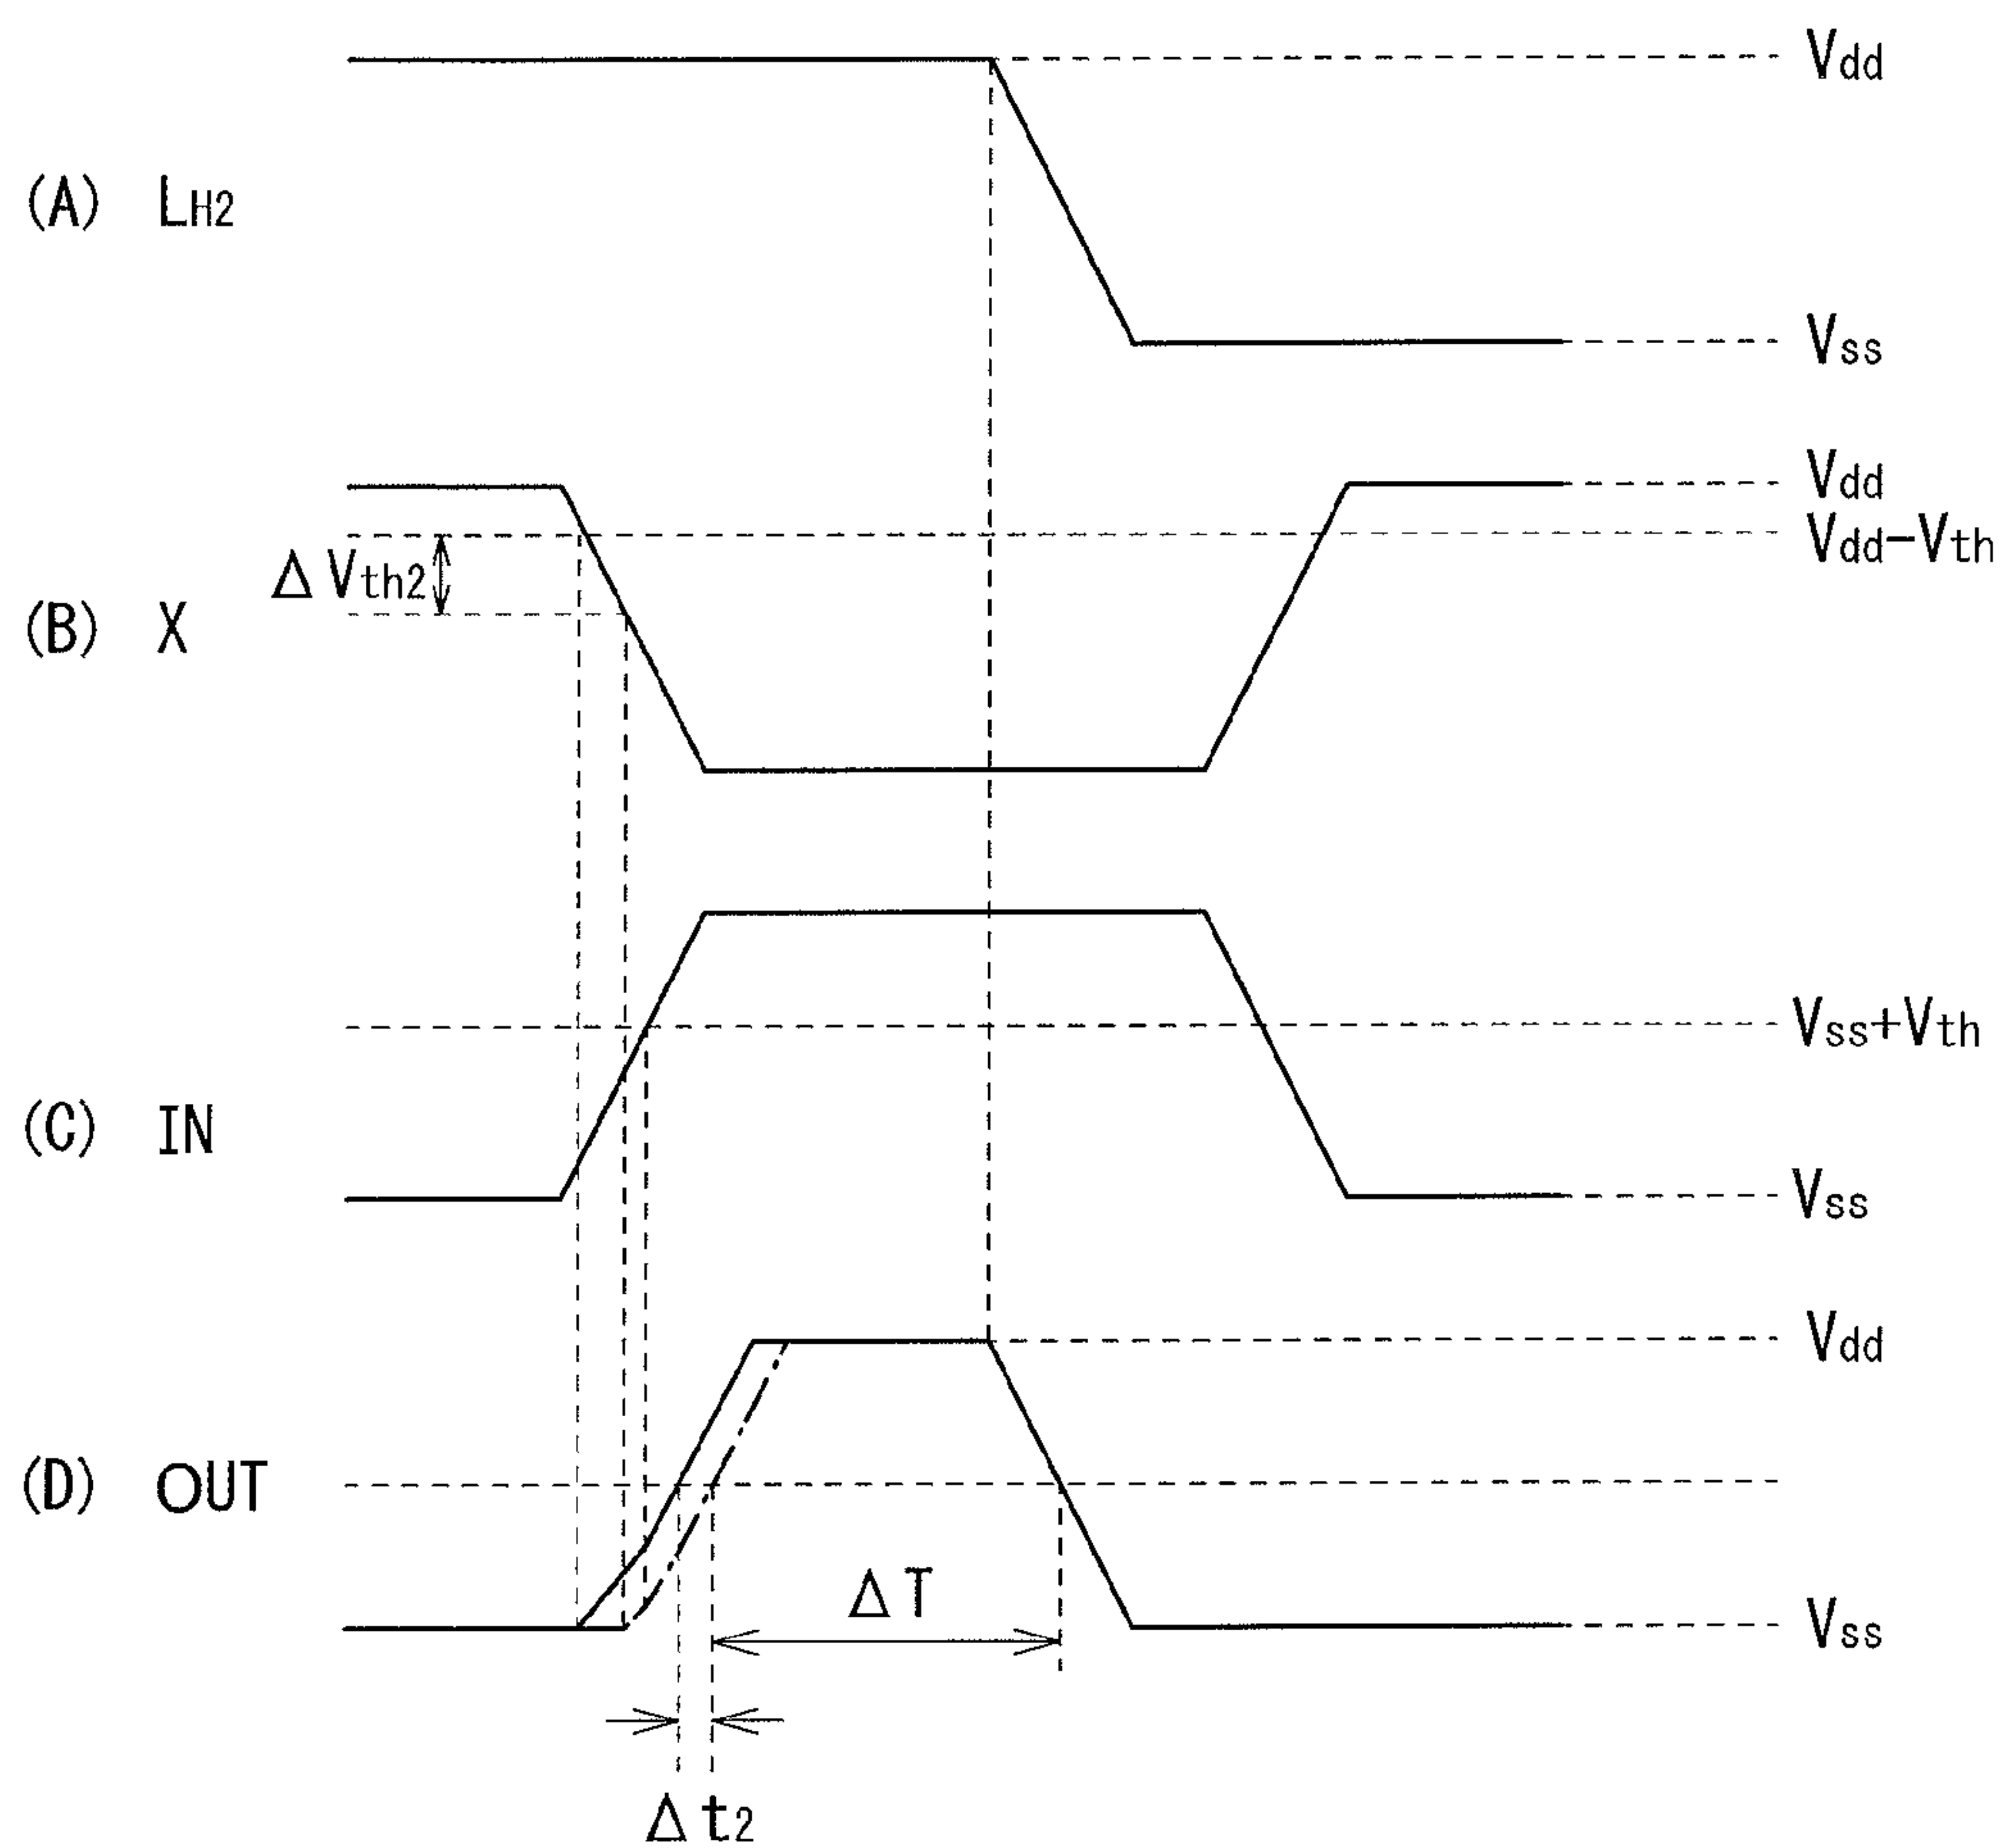 Vdd
(A) LH2
Vss
Vdd
Vdd-Vth
ΔVth2
(B) X
Vss+Vth
(C) IN
Vss
Vdd
(D) OUT
ΔT
Vss
Δt2